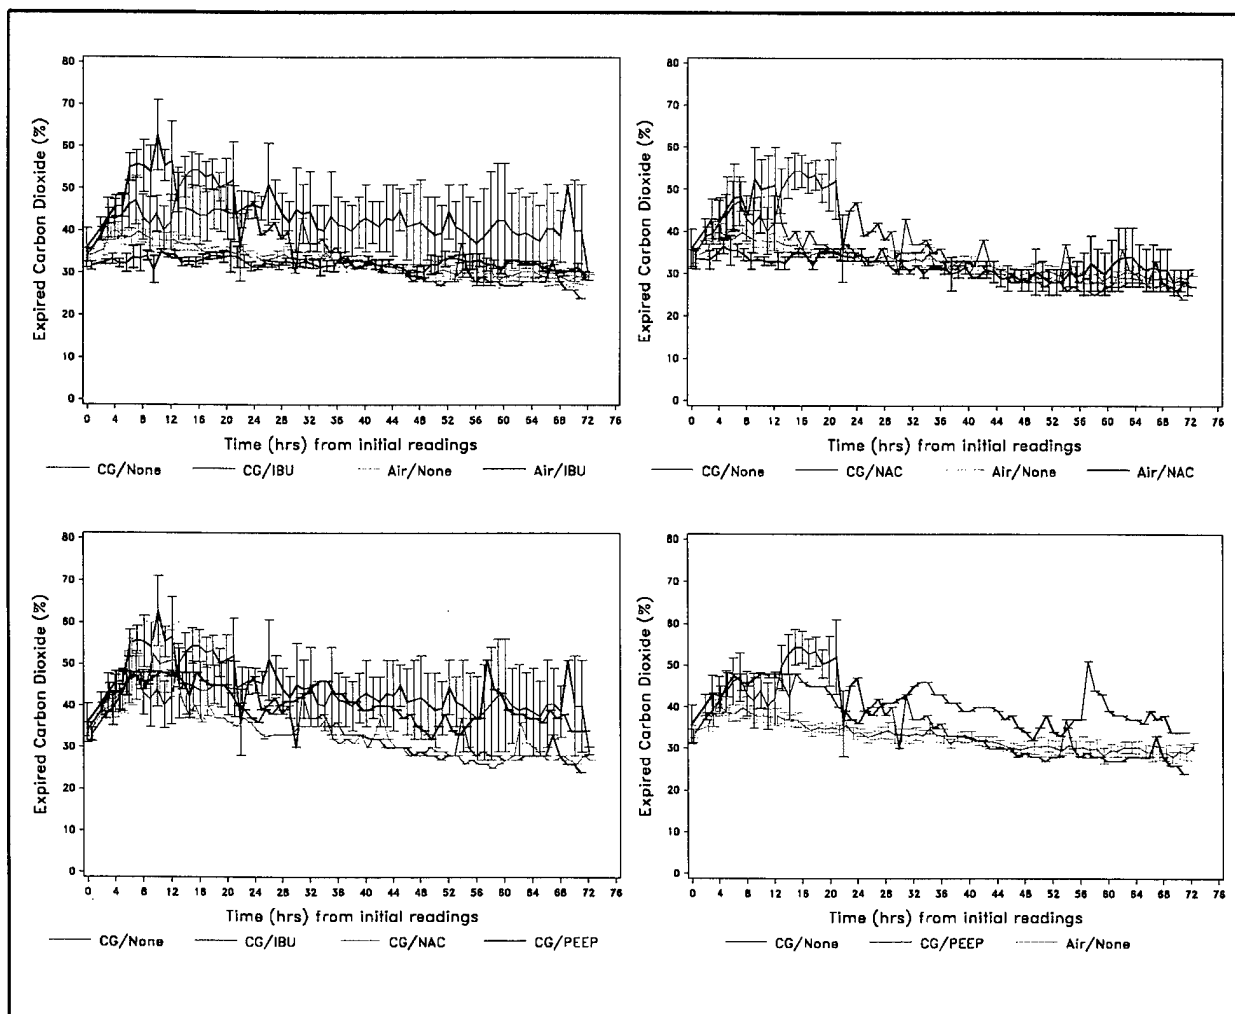 80
70
60
50
40
30
20
10
0
Expired Carbon Dioxide (%)
0 4 8 12 16 20 24 28 32 36 40 44 48 52 56 60 64 68 72 76
Time (hrs) from initial readings
CG/None CG/IBU Air/None Air/IBU
80
70
60
50
40
30
20
10
0
Expired Carbon Dioxide (%)
0 4 8 12 16 20 24 28 32 36 40 44 48 52 56 60 64 68 72 76
Time (hrs) from initial readings
CG/None CG/NAC Air/None Air/NAC
80
70
60
50
40
30
20
10
0
Expired Carbon Dioxide (%)
0 4 8 12 16 20 24 28 32 36 40 44 48 52 56 60 64 68 72 76
Time (hrs) from initial readings
CG/None CG/IBU CG/NAC CG/PEEP
80
70
60
50
40
30
20
10
0
Expired Carbon Dioxide (%)
0 4 8 12 16 20 24 28 32 36 40 44 48 52 56 60 64 68 72 76
Time (hrs) from initial readings
CG/None CG/PEEP Air/None